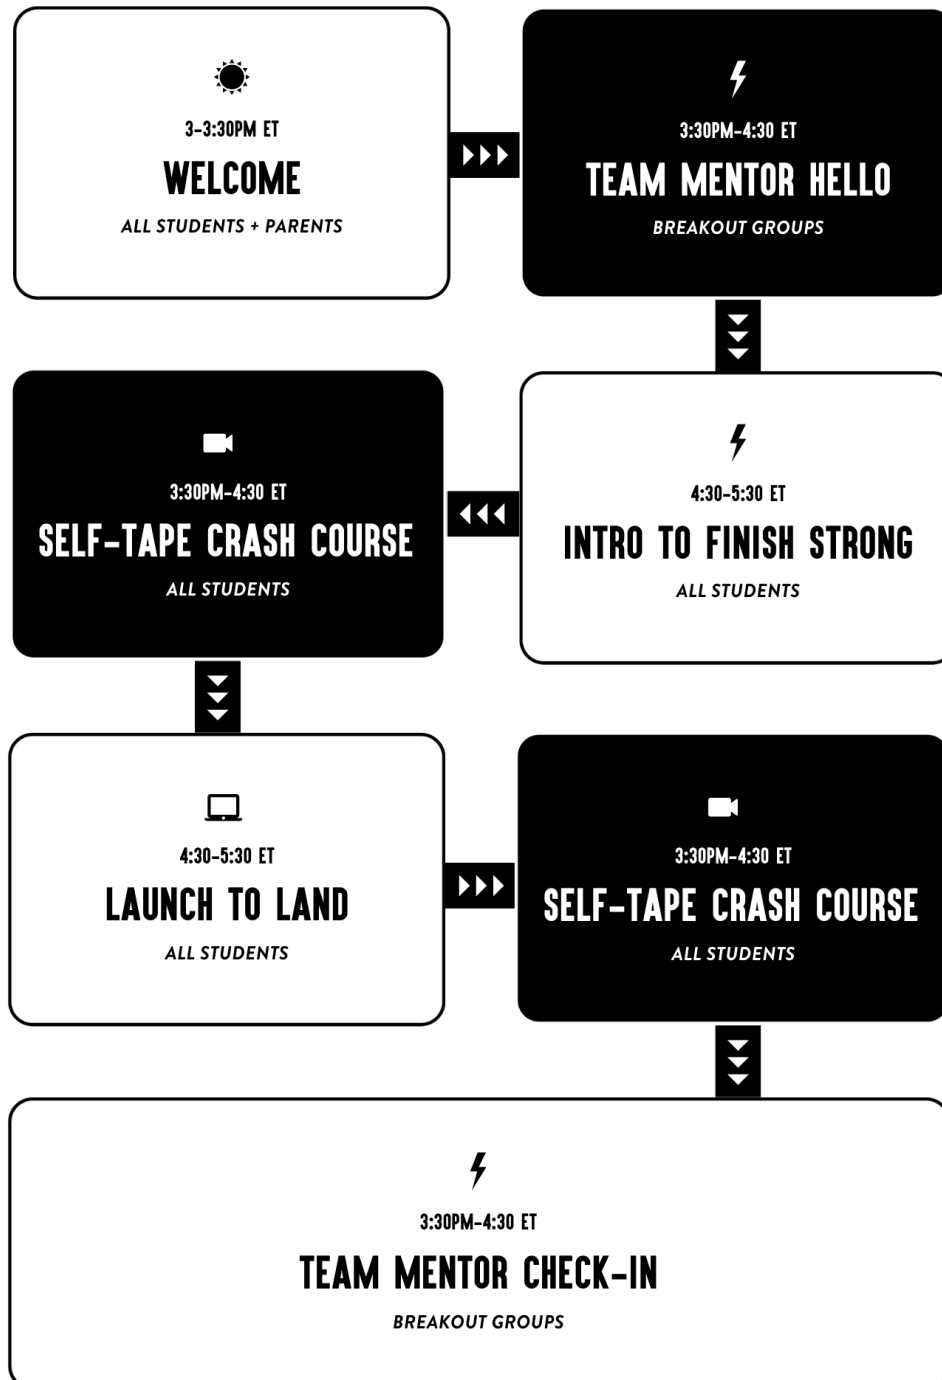 3-3:30PM ET
WELCOME
ALL STUDENTS + PARENTS
3:30PM-4:30 ET
TEAM MENTOR HELLO
BREAKOUT GROUPS
4:30-5:30 ET
INTRO TO FINISH STRONG
ALL STUDENTS
3:30PM-4:30 ET
SELF-TAPE CRASH COURSE
ALL STUDENTS
4:30-5:30 ET
LAUNCH TO LAND
ALL STUDENTS
3:30PM-4:30 ET
SELF-TAPE CRASH COURSE
ALL STUDENTS
3:30PM-4:30 ET
TEAM MENTOR CHECK-IN
BREAKOUT GROUPS